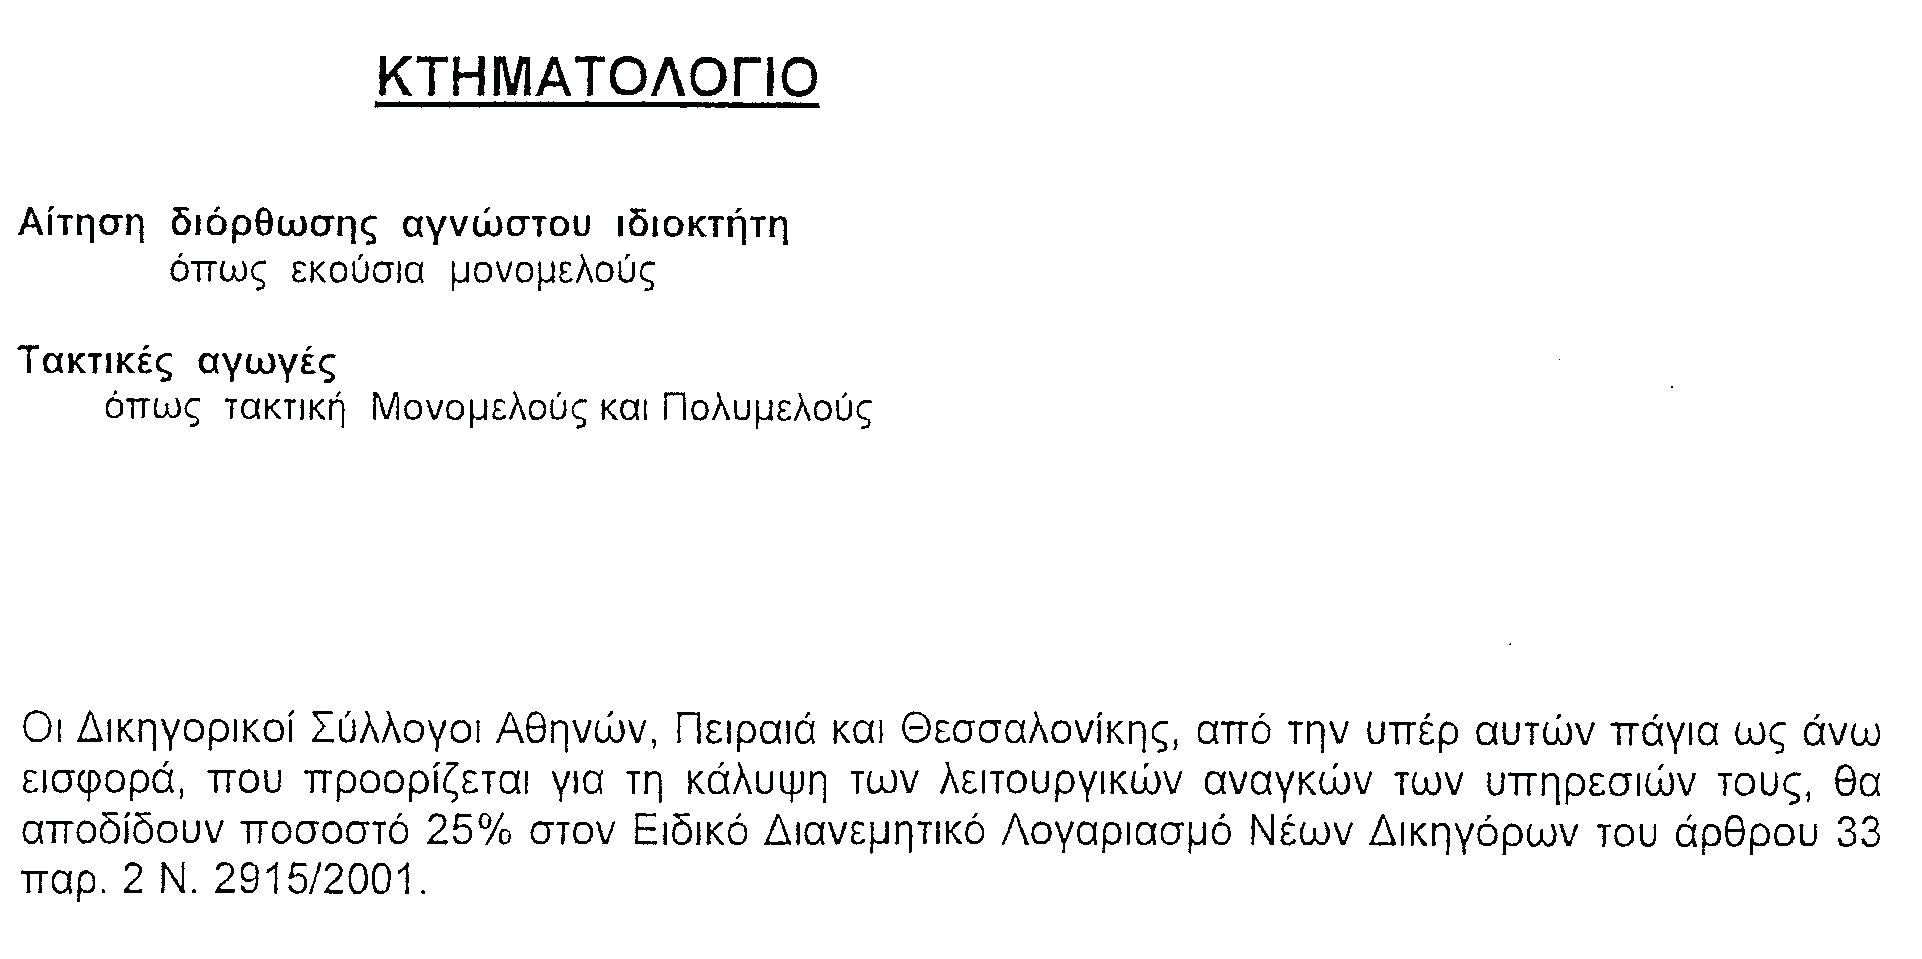 ΚΤΗΜΑΤΟΛΟΓΙΟ
Αίτηση διόρθωσης αγνώστου ιδιοκτήτη
όπως εκούσια μονομελούς
Τακτικές αγωγές
όπως τακτική Μονομελούς και Πολυμελούς
Οι Δικηγορικοί Σύλλογοι Αθηνών, Πειραιά και Θεσσαλονίκης, από την υπέρ αυτών πάγια ως άνω
εισφορά, που προορίζεται για τη κάλυψη των λειτουργικών αναγκών των υπηρεσιών τους, θα
αποδίδουν ποσοστό 25% στον Ειδικό Διανεμητικό Λογαριασμό Νέων Δικηγόρων του άρθρου 33
παρ. 2 Ν. 2915/2001.